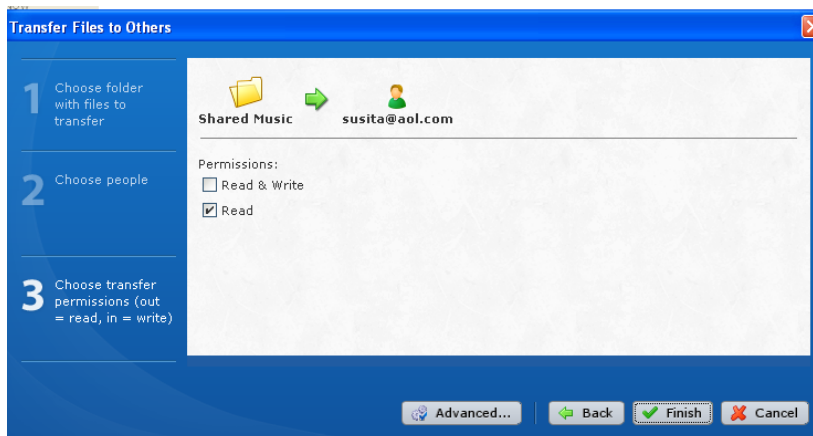 Transfer Files to Others
1
Choose folder
with files to
transfer
2
Choose people
3
Choose transfer
permissions (out
= read, in = write)
Shared Music
susita@aol.com
Permissions:
Read & Write
Read
Advanced...
Back
Finish
Cancel